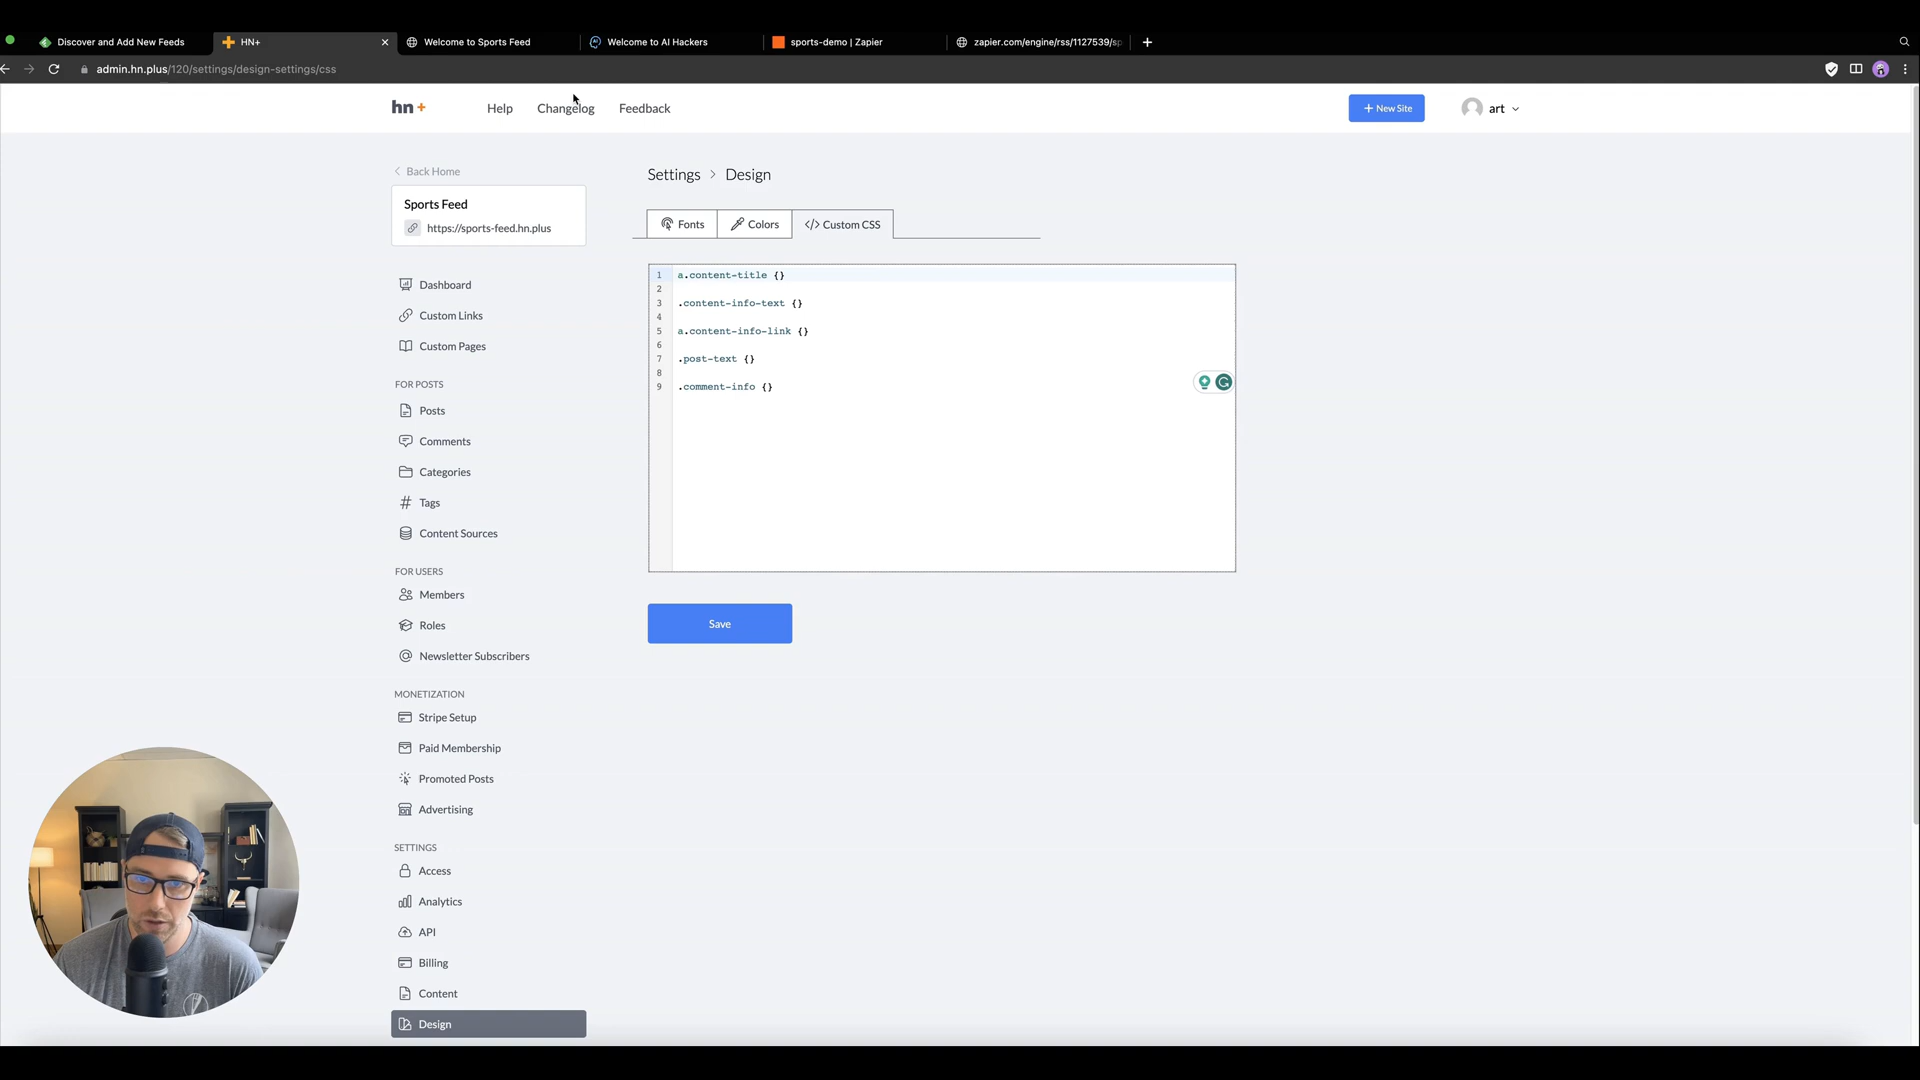 Discover and Add New Feeds
HN+
Welcome to Sports Feed
Welcome to AI Hackers
sports-demo | Zapier
zapier.com/engine/rss/1127539/sp
admin.hn.plus/120/settings/design-settings/css
hn +
Help
Changelog
Feedback
+ New Site
art
Back Home
Sports Feed
https://sports-feed.hn.plus
Dashboard
Custom Links
Custom Pages
FOR POSTS
Posts
Comments
Categories
Tags
Content Sources
FOR USERS
Members
Roles
Newsletter Subscribers
MONETIZATION
Stripe Setup
Paid Membership
Promoted Posts
Advertising
SETTINGS
Access
Analytics
API
Billing
Content
Design
Settings > Design
Fonts
Colors
</> Custom CSS
1 a.content-title {}
2
3 .content-info-text {}
4
5 a.content-info-link {}
6
7 .post-text {}
8
9 .comment-info {}
Save